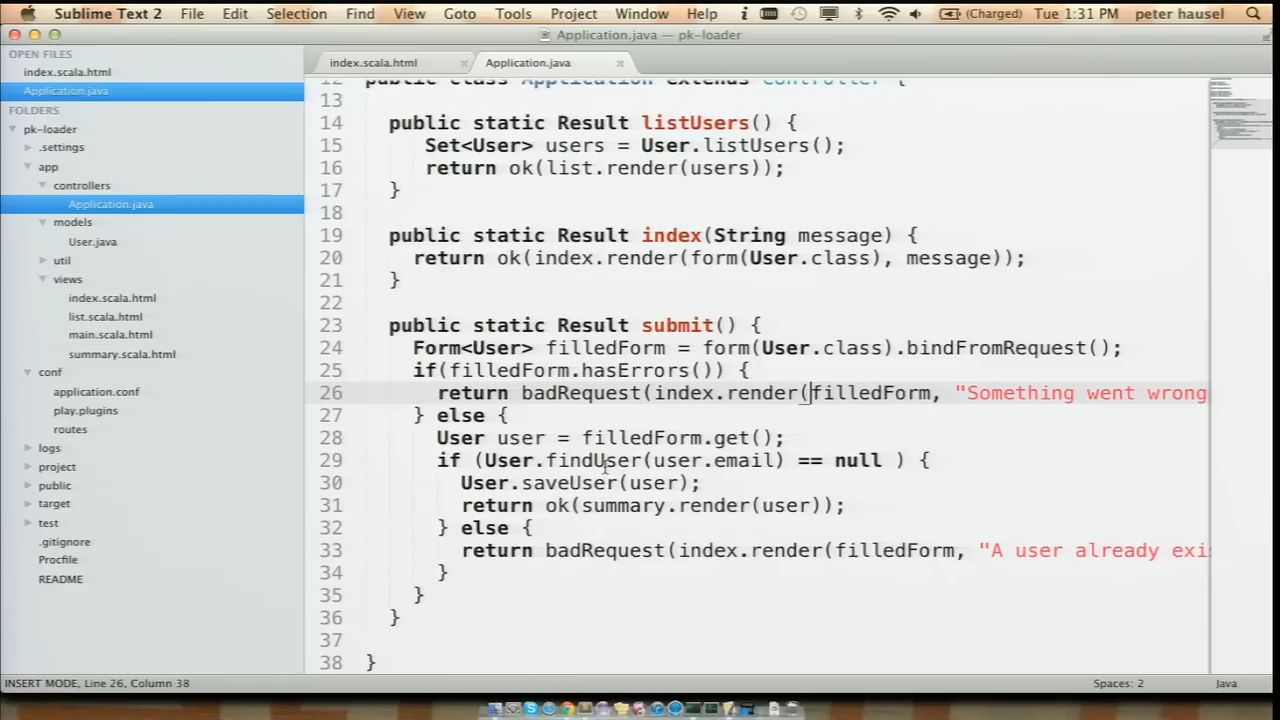 Sublime Text 2 File Edit Selection Find View Goto Tools Project Window Help (Charged) Tue 1:31 PM peter hausel
Application.java — pk-loader
OPEN FILES
index.scala.html
Application.java
FOLDERS
pk-loader
.settings
app
controllers
Application.java
models
User.java
util
views
index.scala.html
list.scala.html
main.scala.html
summary.scala.html
conf
application.conf
play.plugins
routes
logs
project
public
target
test
.gitignore
Procfile
README
index.scala.html Application.java
12 public class Application extends Controller {
13
14 public static Result listUsers() {
15 Set<User> users = User.listUsers();
16 return ok(list.render(users));
17 }
18
19 public static Result index(String message) {
20 return ok(index.render(form(User.class), message));
21 }
22
23 public static Result submit() {
24 Form<User> filledForm = form(User.class).bindFromRequest();
25 if(filledForm.hasErrors()) {
26 return badRequest(index.render(filledForm, "Something went wrong
27 } else {
28 User user = filledForm.get();
29 if (User.findUser(user.email) == null ) {
30 User.saveUser(user);
31 return ok(summary.render(user));
32 } else {
33 return badRequest(index.render(filledForm, "A user already exi
34 }
35 }
36 }
37
38 }
INSERT MODE, Line 26, Column 38 Spaces: 2 Java